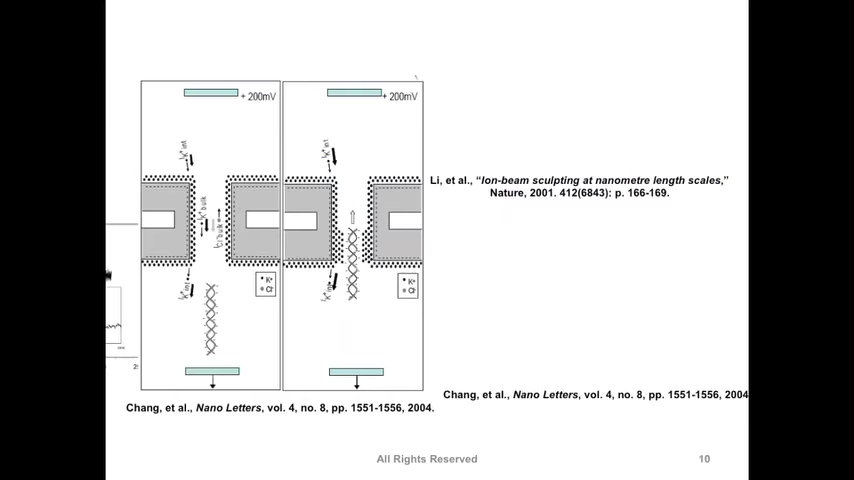 + 200mV
+ 200mV
Li, et al., “Ion-beam sculpting at nanometre length scales,”
Nature, 2001. 412(6843): p. 166-169.
K+
Cl-
K+
Cl-
Chang, et al., Nano Letters, vol. 4, no. 8, pp. 1551-1556, 2004
Chang, et al., Nano Letters, vol. 4, no. 8, pp. 1551-1556, 2004.
All Rights Reserved
10